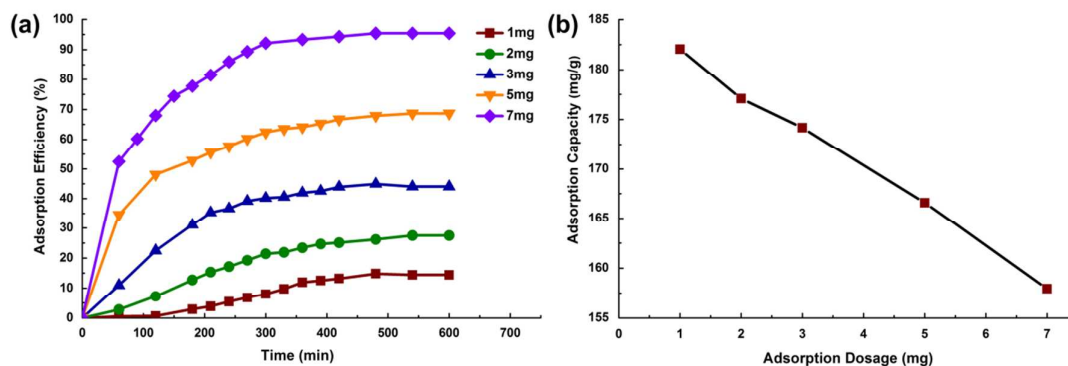 (a)
Adsorption Efficiency (%)
100
90
80
70
60
50
40
30
20
10
0
0 100 200 300 400 500 600 700
Time (min)
1mg
2mg
3mg
5mg
7mg
(b)
Adsorption Capacity (mg/g)
185
180
175
170
165
160
155
0 1 2 3 4 5 6 7
Adsorption Dosage (mg)